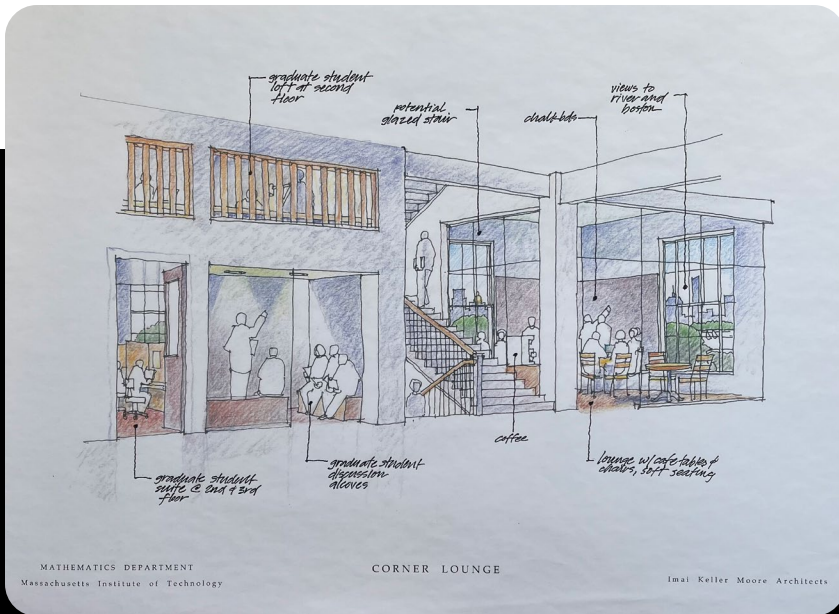 graduate student
loft at second
floor
potential
glazed stair
chalkbds
views to
river and
boston
coffee
graduate student
suite @ 2nd & 3rd
floor
graduate student
discussion
alcoves
lounge w/ cafe tables &
chairs, soft seating
MATHEMATICS DEPARTMENT
Massachusetts Institute of Technology
CORNER LOUNGE
Imai Keller Moore Architects